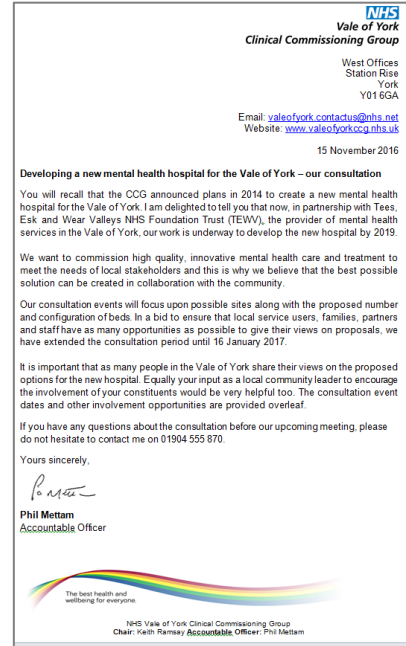 NHS
Vale of York
Clinical Commissioning Group
West Offices
Station Rise
York
Y01 6GA
Email: valeofyork.contactus@nhs.net
Website: www.valeofyorkccg.nhs.uk
15 November 2016
Developing a new mental health hospital for the Vale of York – our consultation
You will recall that the CCG announced plans in 2014 to create a new mental health
hospital for the Vale of York. I am delighted to tell you that now, in partnership with Tees,
Esk and Wear Valleys NHS Foundation Trust (TEWV), the provider of mental health
services in the Vale of York, our work is underway to develop the new hospital by 2019.
We want to commission high quality, innovative mental health care and treatment to
meet the needs of local stakeholders and this is why we believe that the best possible
solution can be created in collaboration with the community.
Our consultation events will focus upon possible sites along with the proposed number
and configuration of beds. In a bid to ensure that local service users, families, partners
and staff have as many opportunities as possible to give their views on proposals, we
have extended the consultation period until 16 January 2017.
It is important that as many people in the Vale of York share their views on the proposed
options for the new hospital. Equally your input as a local community leader to encourage
the involvement of your constituents would be very helpful too. The consultation event
dates and other involvement opportunities are provided overleaf.
If you have any questions about the consultation before our upcoming meeting, please
do not hesitate to contact me on 01904 555 870.
Yours sincerely,
Phil Mettam
Accountable Officer
The best health and
wellbeing for everyone.
NHS Vale of York Clinical Commissioning Group
Chair: Keith Ramsay Accountable Officer: Phil Mettam